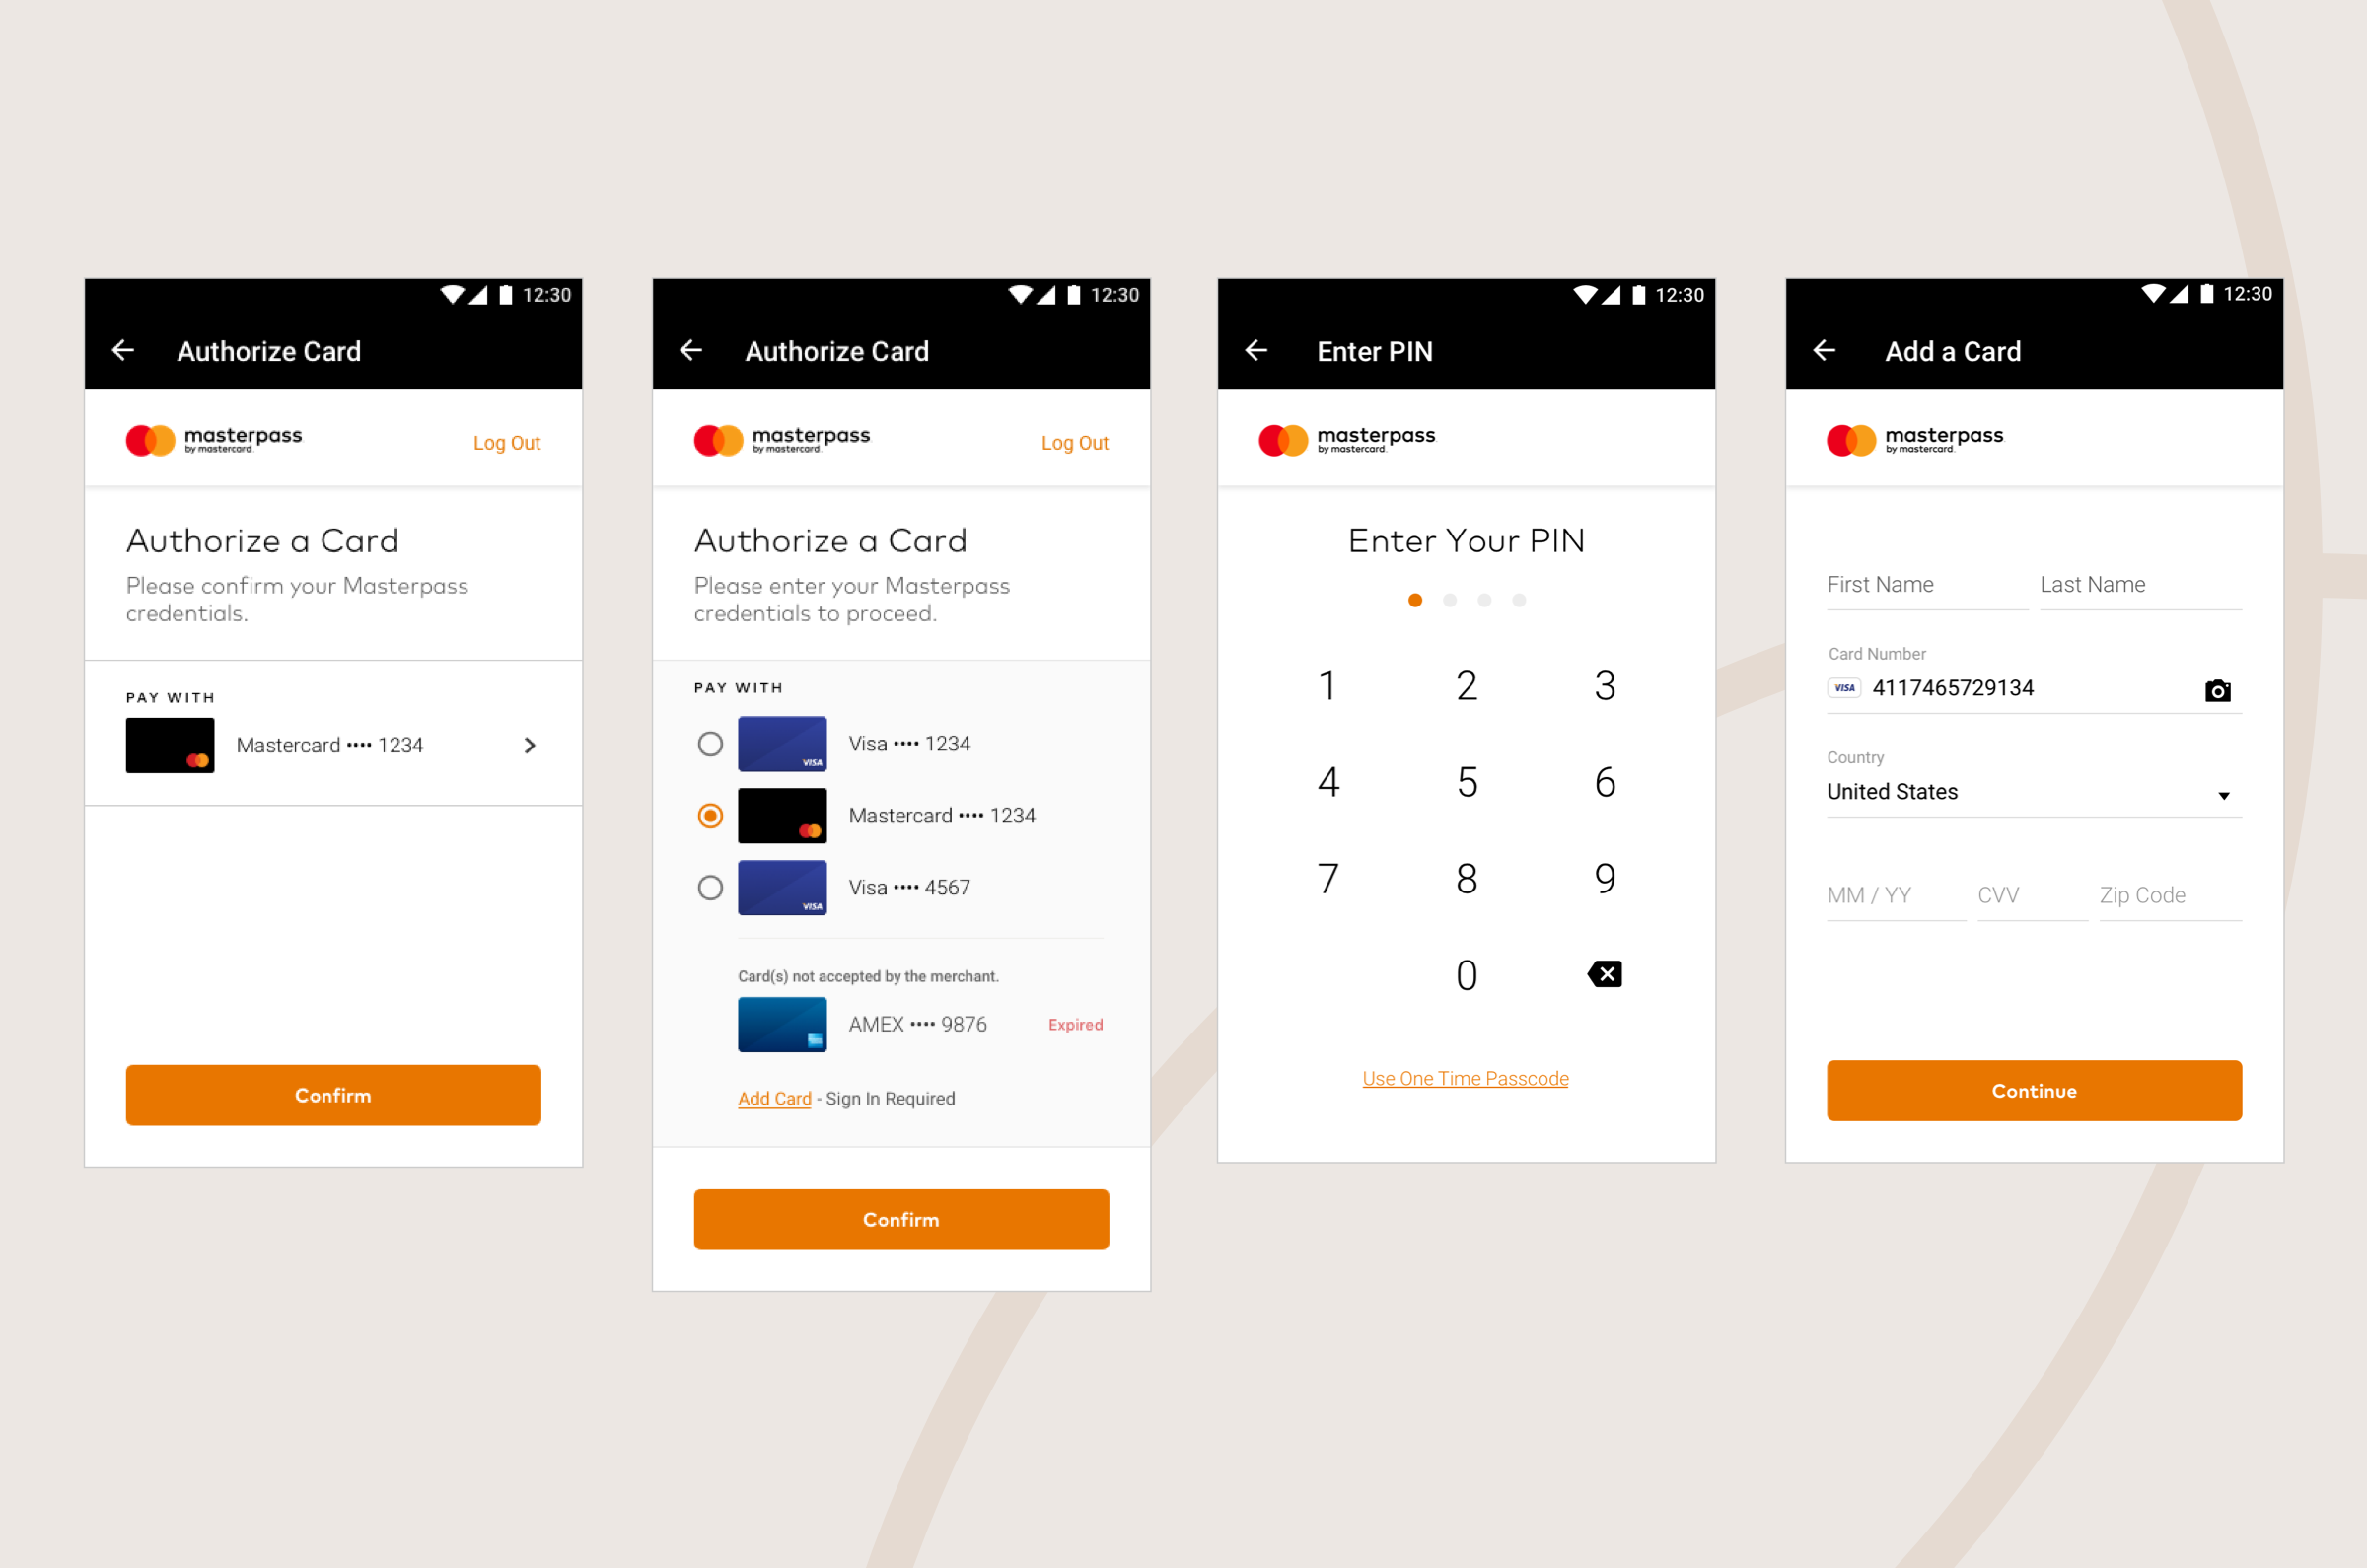 12:30
Authorize Card
masterpass
by mastercard.
Log Out
Authorize a Card
Please confirm your Masterpass
credentials.
PAY WITH
Mastercard •••• 1234
Confirm
12:30
Authorize Card
masterpass
by mastercard.
Log Out
Authorize a Card
Please enter your Masterpass
credentials to proceed.
PAY WITH
VISA
Visa •••• 1234
Mastercard •••• 1234
VISA
Visa •••• 4567
Card(s) not accepted by the merchant.
AMEX •••• 9876
Expired
Add Card - Sign In Required
Confirm
12:30
Enter PIN
masterpass
by mastercard.
Enter Your PIN
1 2 3
4 5 6
7 8 9
0
Use One Time Passcode
12:30
Add a Card
masterpass
by mastercard.
First Name Last Name
Card Number
VISA 4117465729134
Country
United States
MM / YY CVV Zip Code
Continue